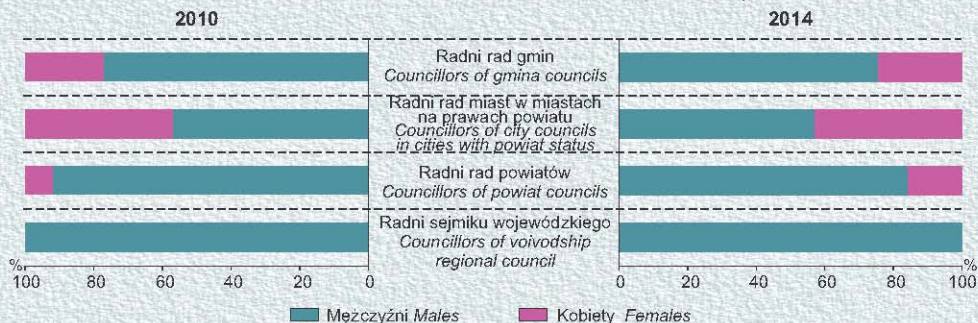 2010
2014
Radni rad gmin
Councillors of gmina councils
Radni rad miast w miastach
na prawach powiatu
Councillors of city councils
in cities with powiat status
Radni rad powiatów
Councillors of powiat councils
Radni sejmiku wojewódzkiego
Councillors of voivodship
regional council
% %
100 80 60 40 20 0 0 20 40 60 80 100
Mężczyźni Males Kobiety Females